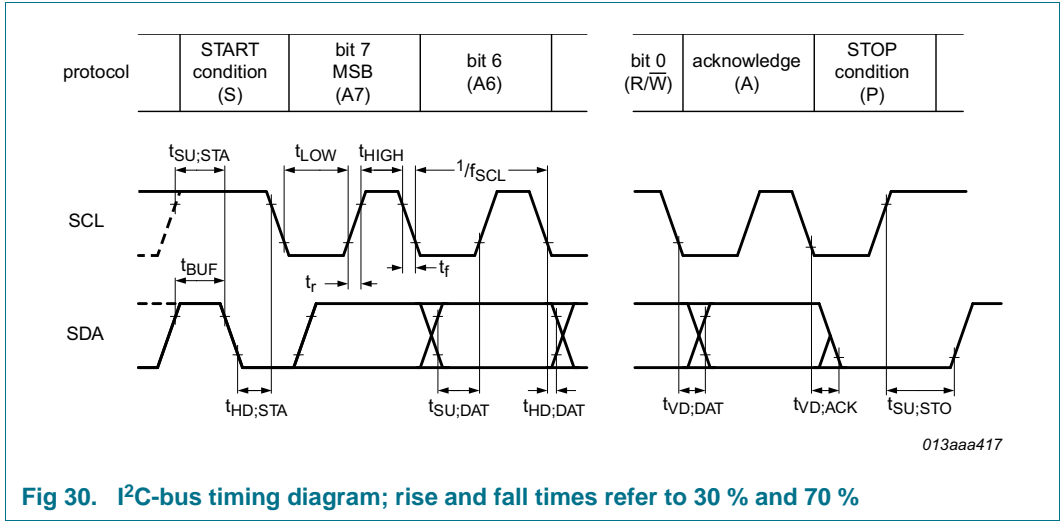 protocol
START
condition
(S)
bit 7
MSB
(A7)
bit 6
(A6)
bit 0
(R/W̅)
acknowledge
(A)
STOP
condition
(P)
tSU;STA
tLOW
tHIGH
1/fSCL
SCL
tBUF
tr
tf
SDA
tHD;STA
tSU;DAT
tHD;DAT
tVD;DAT
tVD;ACK
tSU;STO
013aaa417
Fig 30. I²C-bus timing diagram; rise and fall times refer to 30 % and 70 %